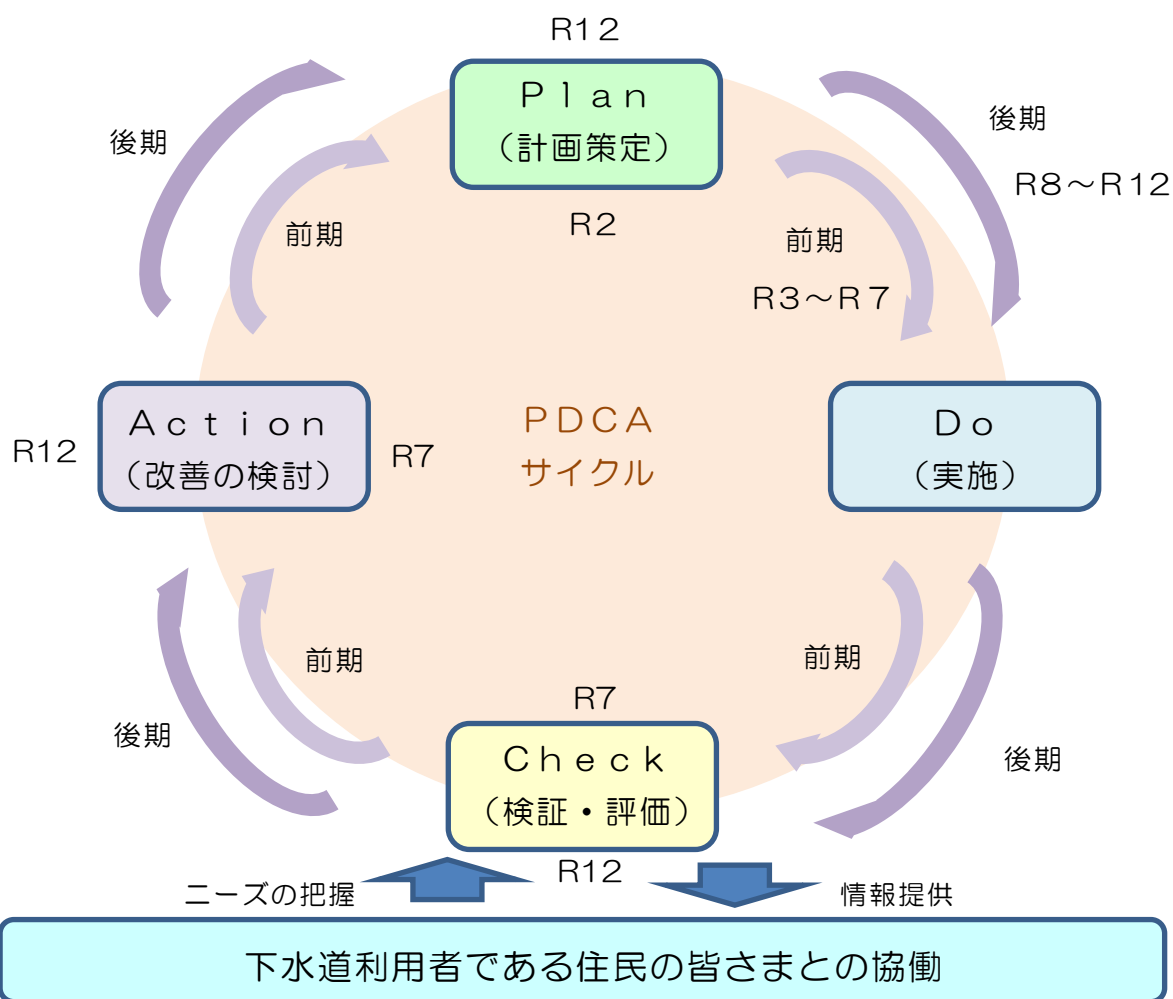 R12
Plan
(計画策定)
R2
後期
前期
後期
R8~R12
前期
R3~R7
R12
Action
(改善の検討)
R7
PDCA
サイクル
Do
(実施)
後期
前期
前期
後期
R7
Check
(検証・評価)
R12
ニーズの把握
情報提供
下水道利用者である住民の皆さまとの協働